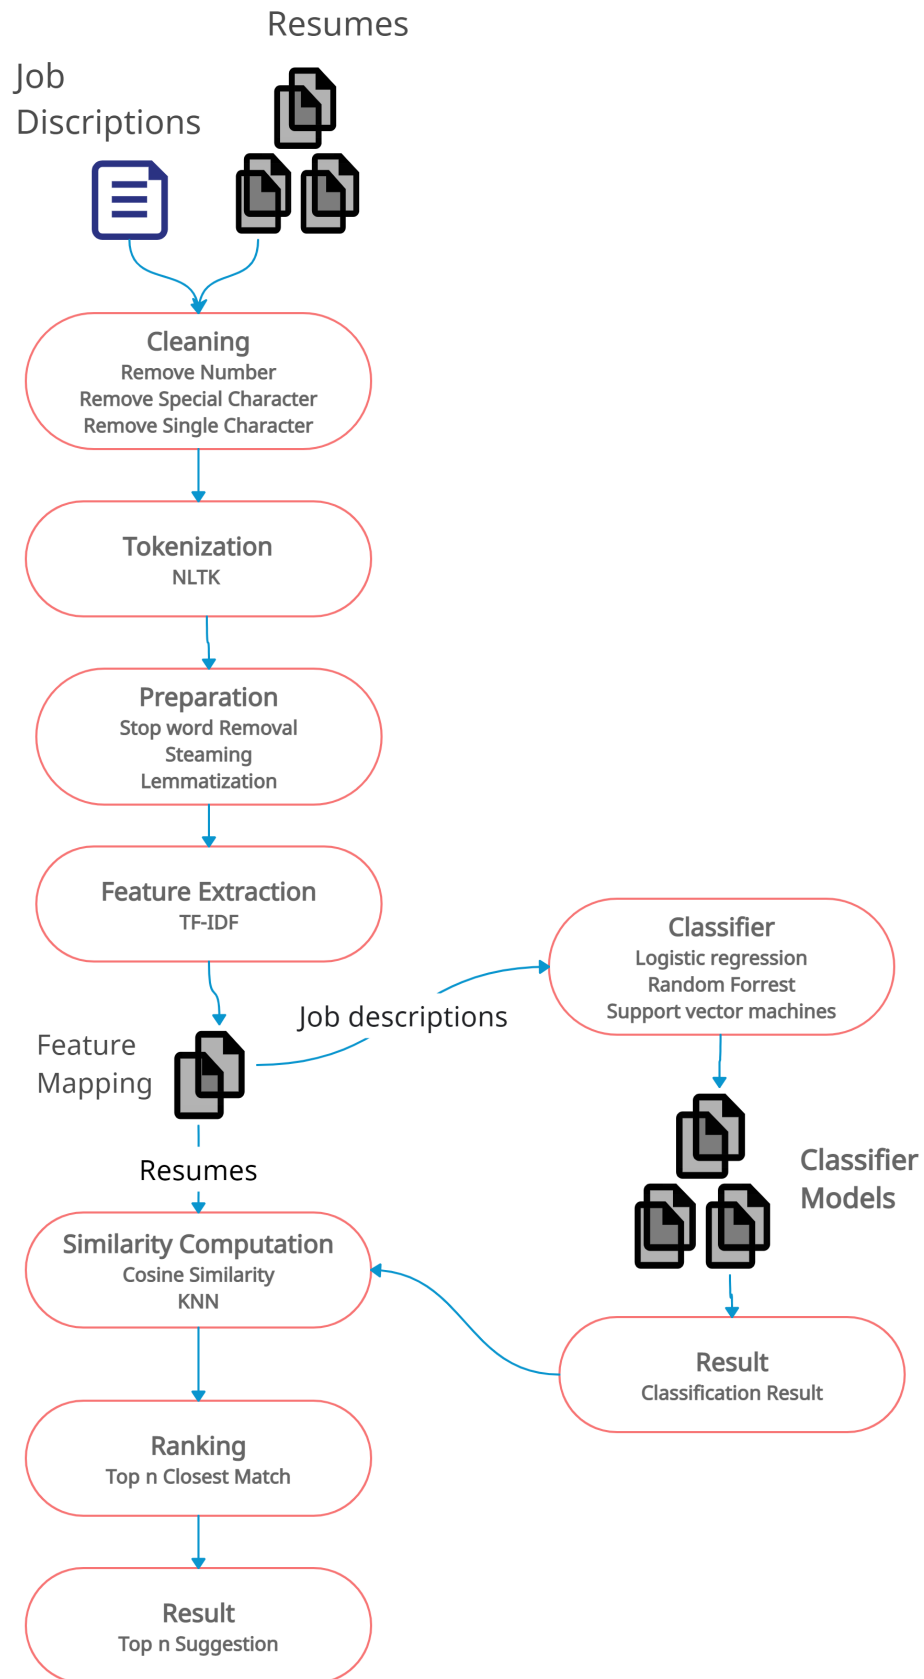 Resumes
Job
Discriptions
Cleaning
Remove Number
Remove Special Character
Remove Single Character
Tokenization
NLTK
Preparation
Stop word Removal
Steaming
Lemmatization
Feature Extraction
TF-IDF
Classifier
Logistic regression
Random Forrest
Support vector machines
Job descriptions
Feature
Mapping
Resumes
Classifier
Models
Similarity Computation
Cosine Similarity
KNN
Result
Classification Result
Ranking
Top n Closest Match
Result
Top n Suggestion